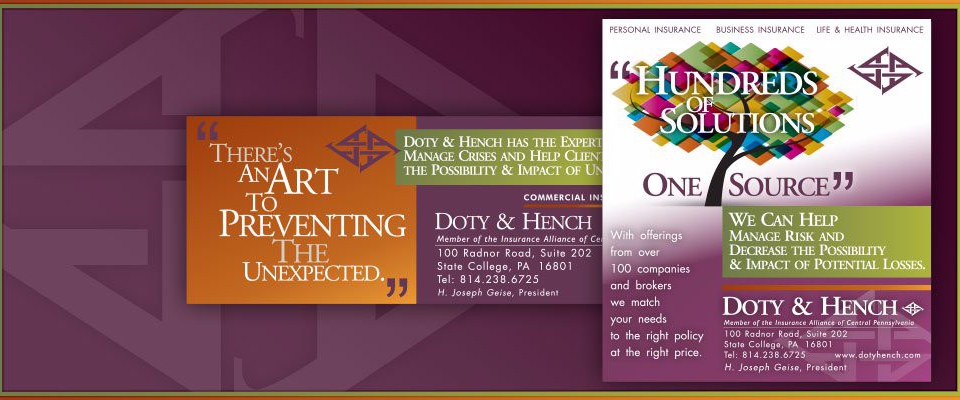 “
THERE'S
AN ART
TO
PREVENTING
THE
UNEXPECTED.
”
DOTY & HENCH HAS THE
MANAGE CRISES AND HELP
THE POSSIBILITY & IMPACT OF
COMMERCIAL
DOTY & HENCH
Member of the Insurance Alliance of
100 Radnor Road, Suite 202
State College, PA 16801
Tel: 814.238.6725
H. Joseph Geise, President
PERSONAL INSURANCE BUSINESS INSURANCE LIFE & HEALTH INSURANCE
“HUNDREDS
OF
SOLUTIONS
ONE SOURCE”
With offerings
from over
100 companies
and brokers
we match
your needs
to the right policy
at the right price.
WE CAN HELP
MANAGE RISK AND
DECREASE THE POSSIBILITY
& IMPACT OF POTENTIAL LOSSES.
DOTY & HENCH
Member of the Insurance Alliance of Central Pennsylvania
100 Radnor Road, Suite 202
State College, PA 16801
Tel: 814.238.6725 www.dotyhench.com
H. Joseph Geise, President